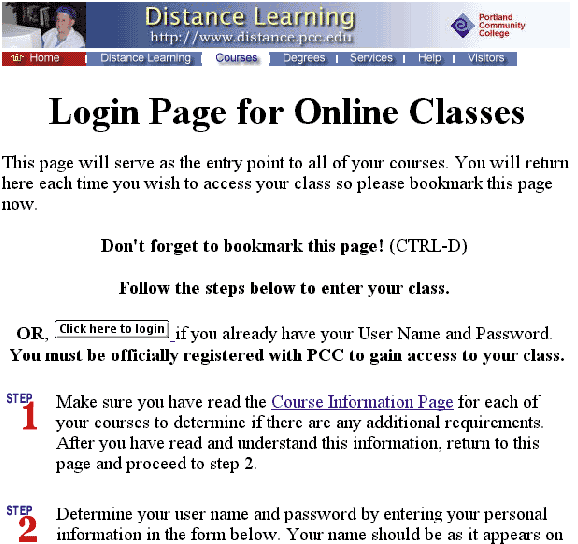 Distance Learning
http://www.distance.pcc.edu
Portland
Community
College
Home
Distance Learning
Courses
Degrees
Services
Help
Visitors
Login Page for Online Classes
This page will serve as the entry point to all of your courses. You will return
here each time you wish to access your class so please bookmark this page
now.
Don't forget to bookmark this page! (CTRL-D)
Follow the steps below to enter your class.
OR, Click here to login if you already have your User Name and Password.
You must be officially registered with PCC to gain access to your class.
STEP
1
Make sure you have read the Course Information Page for each of
your courses to determine if there are any additional requirements.
After you have read and understand this information, return to this
page and proceed to step 2.
STEP
2
Determine your user name and password by entering your personal
information in the form below. Your name should be as it appears on